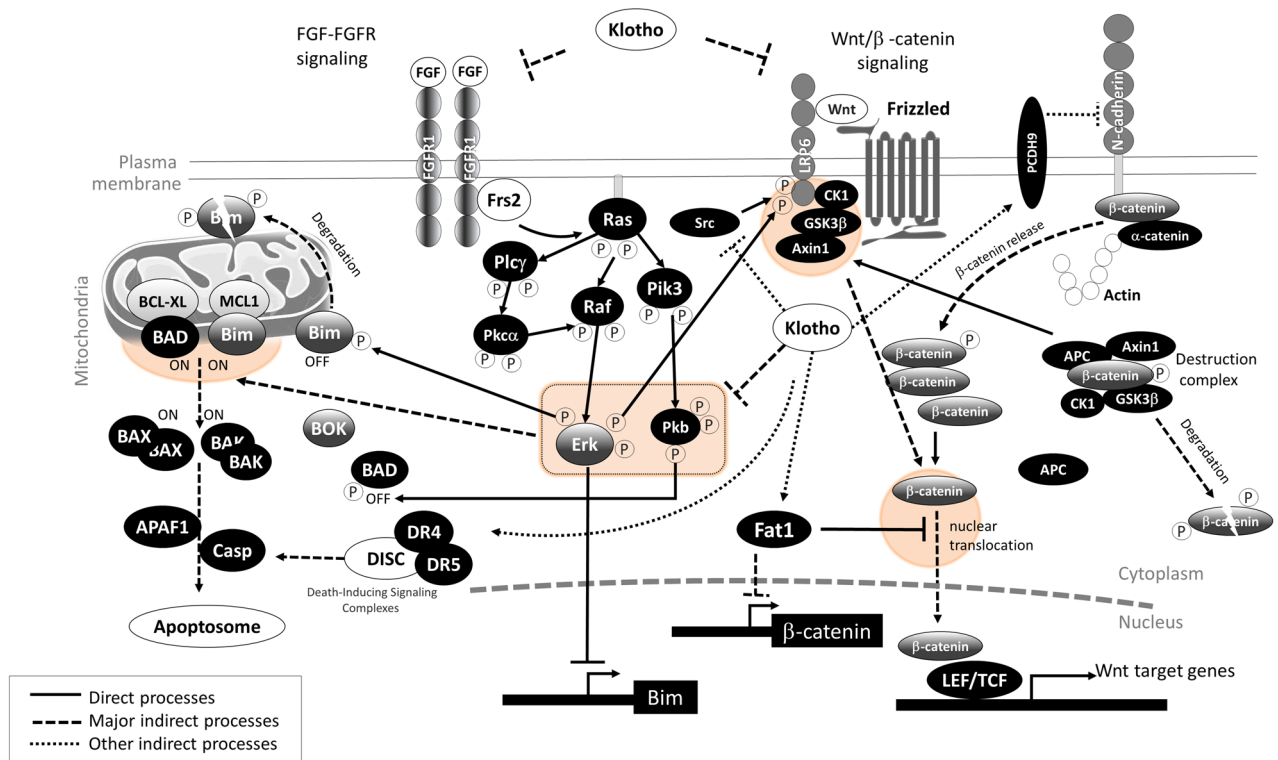 FGF-FGFR
signaling
Klotho
Wnt/β -catenin
signaling
FGF
FGF
FGFR1
FGFR1
LRP6
Wnt
Frizzled
PCDH9
N-cadherin
Plasma
membrane
P
Bim
P
Degradation
Frs2
Ras
P
P
Src
P
P
CK1
GSK3β
Axin1
β-catenin
α-catenin
β-catenin release
Actin
Mitochondria
BCL-XL
MCL1
BAD
Bim
Bim
P
OFF
ON
ON
Plcγ
P
P
Pkcα
P
P
Raf
P
P
Pik3
P
P
Klotho
β-catenin
P
β-catenin
β-catenin
APC
Axin1
β-catenin
P
CK1
GSK3β
Destruction
complex
Degradation
APC
P
β-catenin
P
ON
ON
BAX
BAX
BAK
BAK
BOK
BAD
P
OFF
P
Erk
P
P
Pkb
P
P
P
APAF1
Casp
DISC
DR4
DR5
Death-Inducing Signaling
Complexes
Apoptosome
Fat1
β-catenin
nuclear
translocation
Cytoplasm
Nucleus
β-catenin
β-catenin
LEF/TCF
Wnt target genes
Bim
Direct processes
Major indirect processes
Other indirect processes